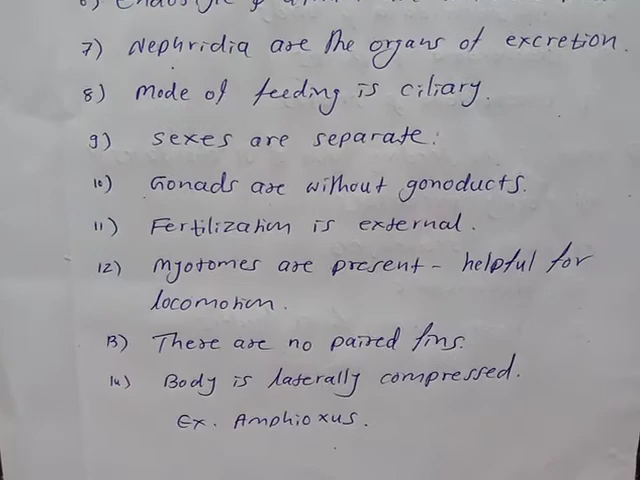 7) Nephridia are the organs of excretion.
8) Mode of feeding is ciliary.
9) Sexes are separate.
10) Gonads are without gonoducts.
11) Fertilization is external.
12) Myotomes are present - helpful for
locomotion.
13) There are no paired fins.
14) Body is laterally compressed.
Ex. Amphioxus.